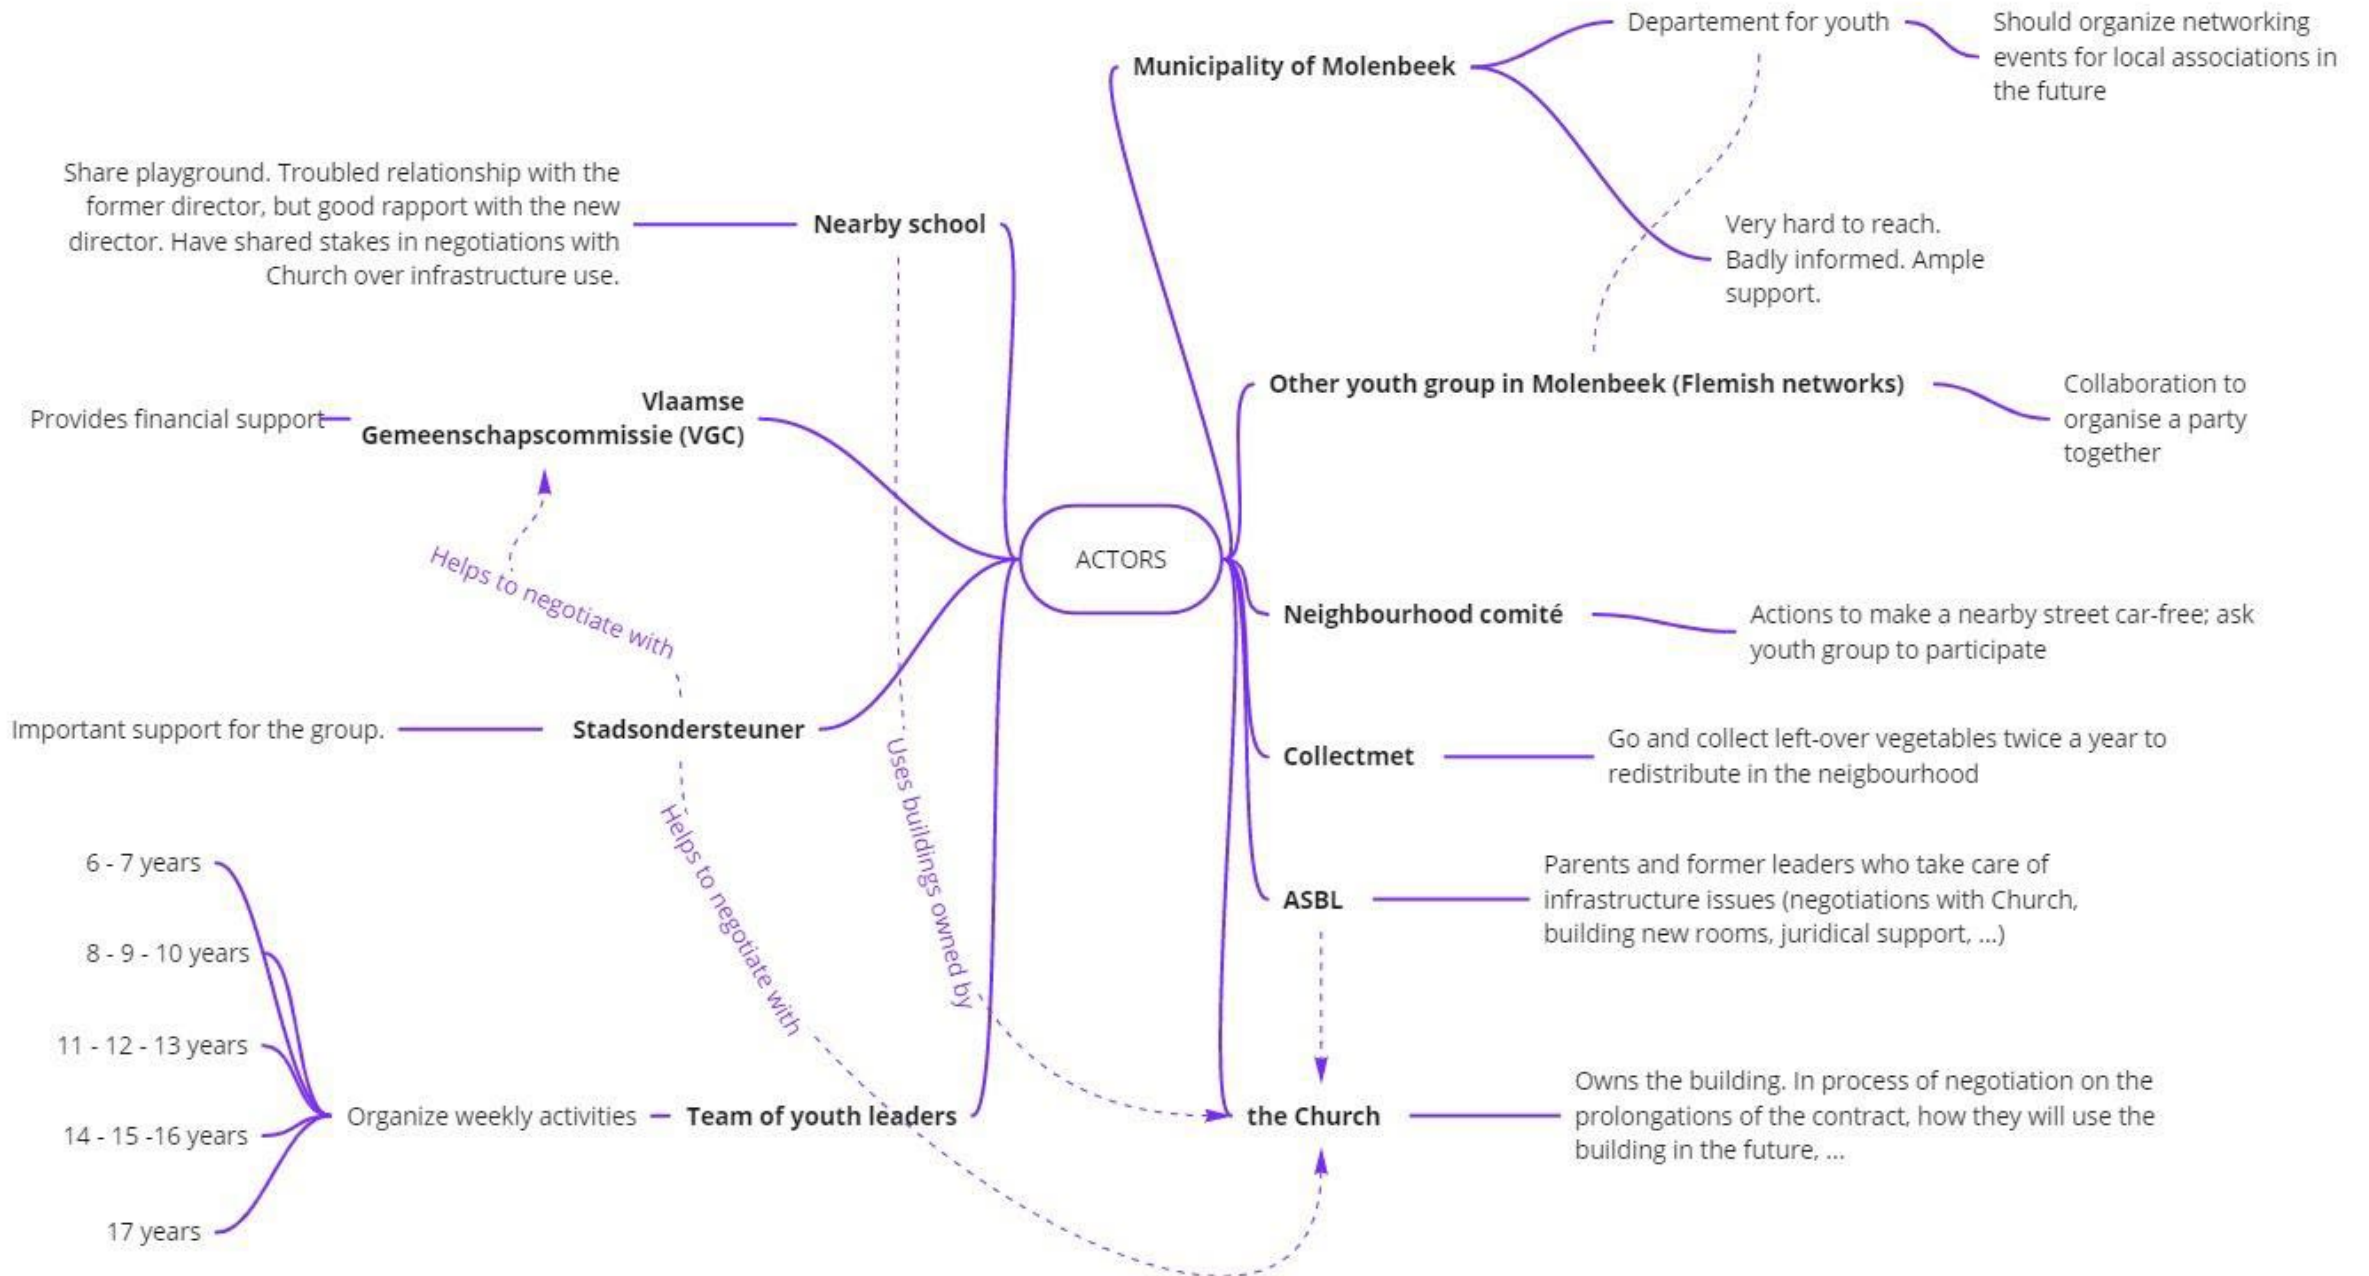 Departement for youth
Should organize networking
events for local associations in
the future
Municipality of Molenbeek
Very hard to reach.
Badly informed. Ample
support.
Share playground. Troubled relationship with the
former director, but good rapport with the new
director. Have shared stakes in negotiations with
Church over infrastructure use.
Nearby school
Other youth group in Molenbeek (Flemish networks)
Collaboration to
organise a party
together
Provides financial support
Vlaamse
Gemeenschapscommissie (VGC)
Helps to negotiate with
ACTORS
Neighbourhood comité
Actions to make a nearby street car-free; ask
youth group to participate
Important support for the group.
Stadsondersteuner
Uses buildings owned by
Helps to negotiate with
Collectmet
Go and collect left-over vegetables twice a year to
redistribute in the neigbourhood
ASBL
Parents and former leaders who take care of
infrastructure issues (negotiations with Church,
building new rooms, juridical support, ...)
6 - 7 years
8 - 9 - 10 years
11 - 12 - 13 years
14 - 15 -16 years
17 years
Organize weekly activities
Team of youth leaders
the Church
Owns the building. In process of negotiation on the
prolongations of the contract, how they will use the
building in the future, ...